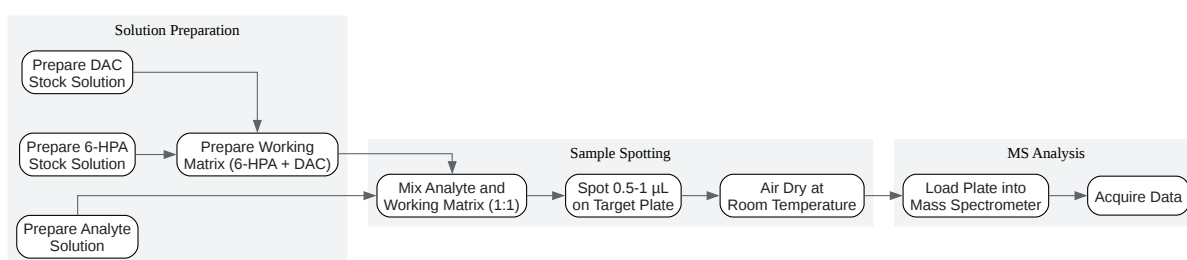 Solution Preparation
Prepare DAC
Stock Solution
Prepare 6-HPA
Stock Solution
Prepare Working
Matrix (6-HPA + DAC)
Prepare Analyte
Solution
Sample Spotting
Mix Analyte and
Working Matrix (1:1)
Spot 0.5-1 µL
on Target Plate
Air Dry at
Room Temperature
MS Analysis
Load Plate into
Mass Spectrometer
Acquire Data